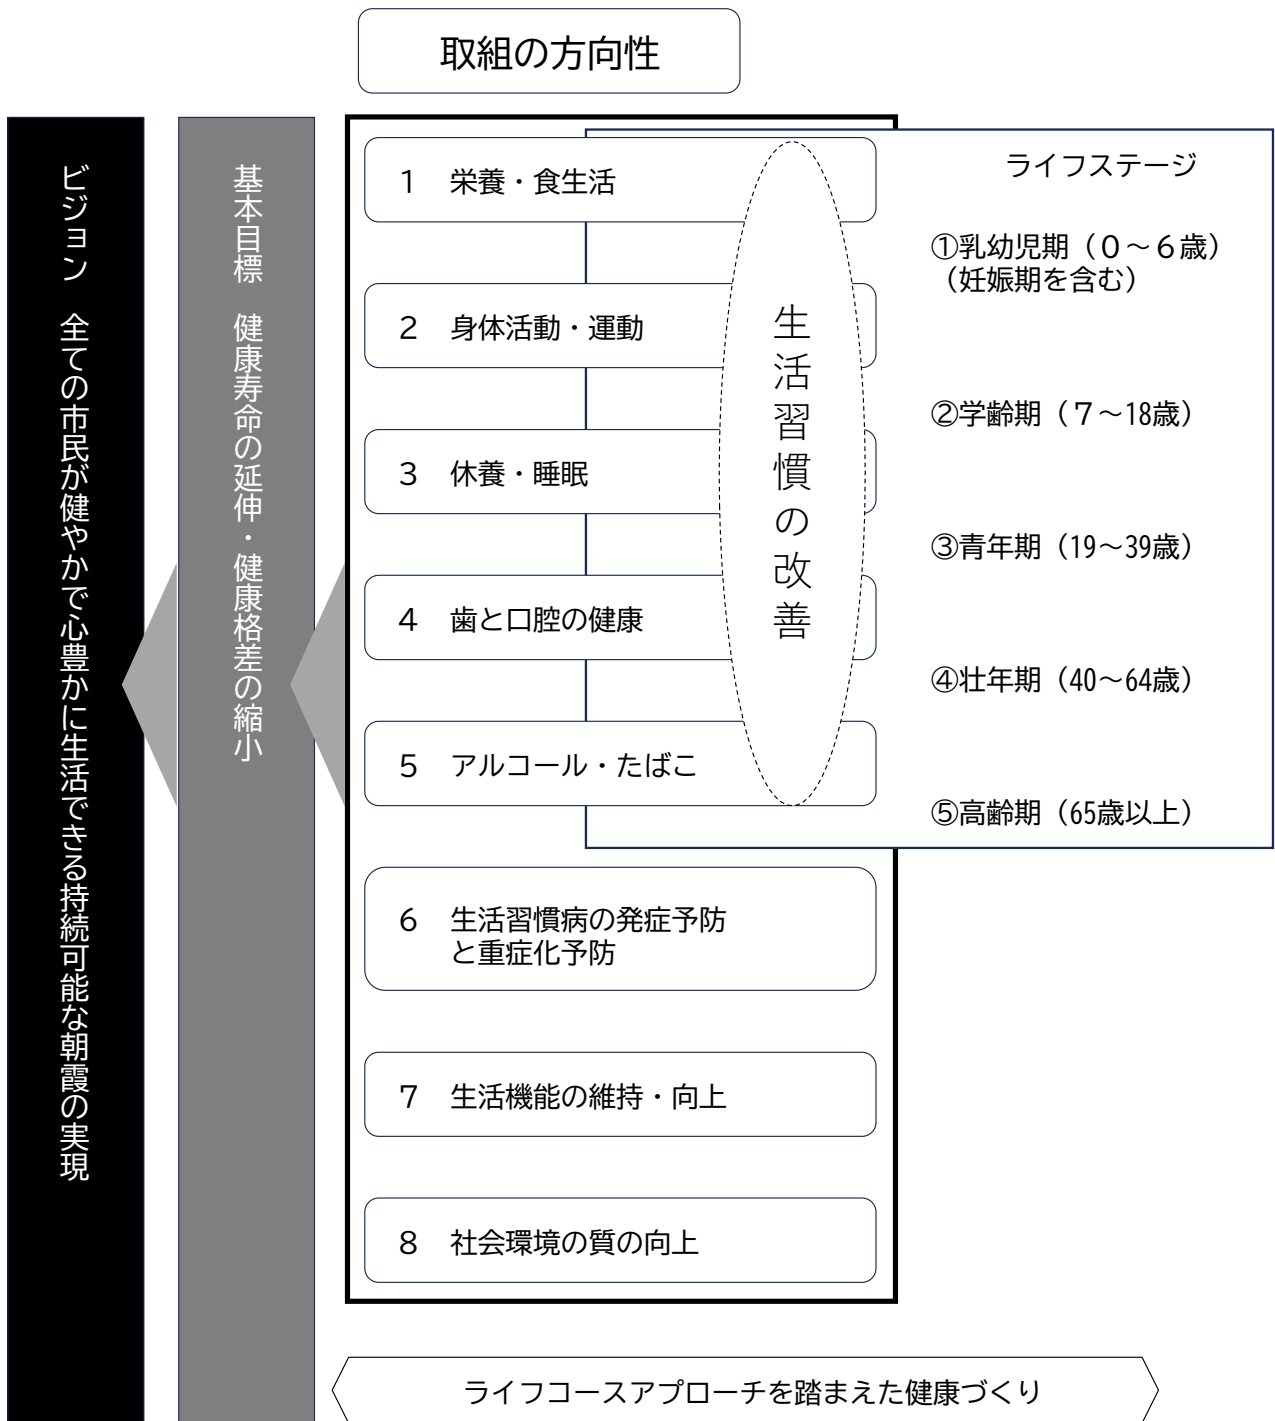 取組の方向性
ビジョン　全ての市民が健やかで心豊かに生活できる持続可能な朝霞の実現
基本目標　健康寿命の延伸・健康格差の縮小
1　栄養・食生活
2　身体活動・運動
3　休養・睡眠
4　歯と口腔の健康
5　アルコール・たばこ
生活習慣の改善
6　生活習慣病の発症予防
と重症化予防
7　生活機能の維持・向上
8　社会環境の質の向上
ライフステージ
①乳幼児期（０～６歳）
（妊娠期を含む）
②学齢期（７～18歳）
③青年期（19～39歳）
④壮年期（40～64歳）
⑤高齢期（65歳以上）
ライフコースアプローチを踏まえた健康づくり